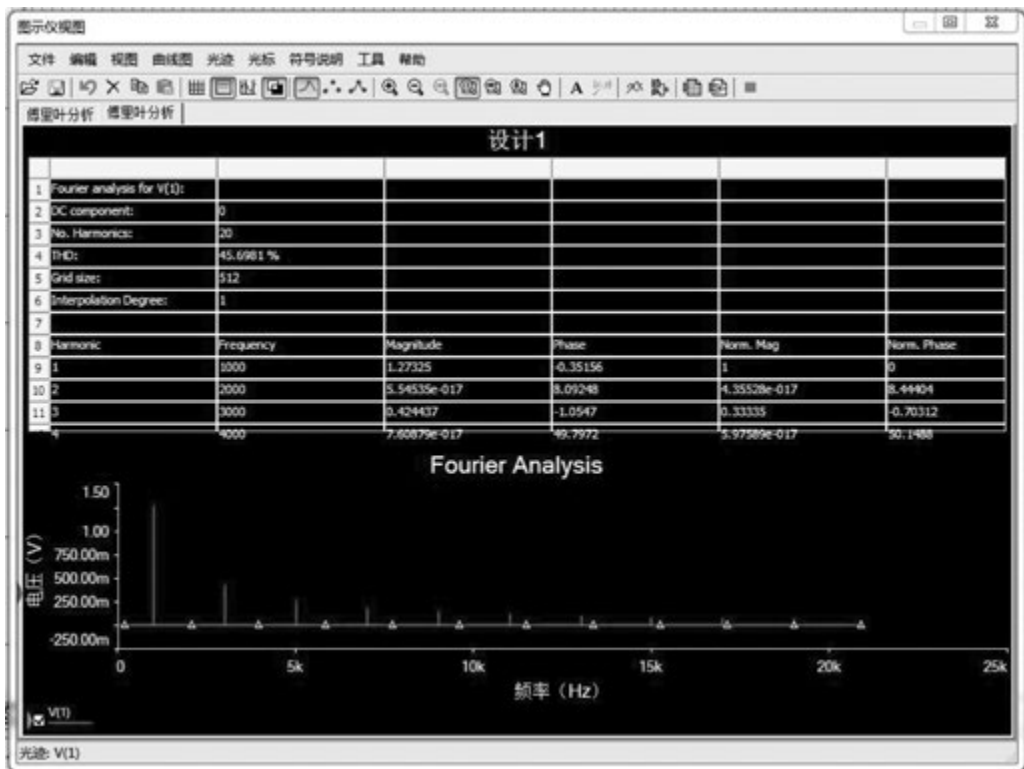 图示仪视图
文件 编辑 视图 曲线图 光迹 光标 符号说明 工具 帮助
傅里叶分析 傅里叶分析
设计1
1 Fourier analysis for V(1):
2 DC component: 0
3 No. Harmonics: 20
4 THD: 45.6981 %
5 Grid size: 512
6 Interpolation Degree: 1
7
8 Harmonic Frequency Magnitude Phase Norm. Mag Norm. Phase
9 1 1000 1.27325 -0.35156 1 0
10 2 2000 5.54535e-017 8.09248 4.35528e-017 8.44404
11 3 3000 0.424437 -1.0547 0.33335 -0.70312
4 4000 7.60879e-017 49.7972 5.97589e-017 50.1488
Fourier Analysis
电压 (V)
1.50
1.00
750.00m
500.00m
250.00m
-250.00m
0 5k 10k 15k 20k 25k
频率 (Hz)
V(1)
光迹: V(1)